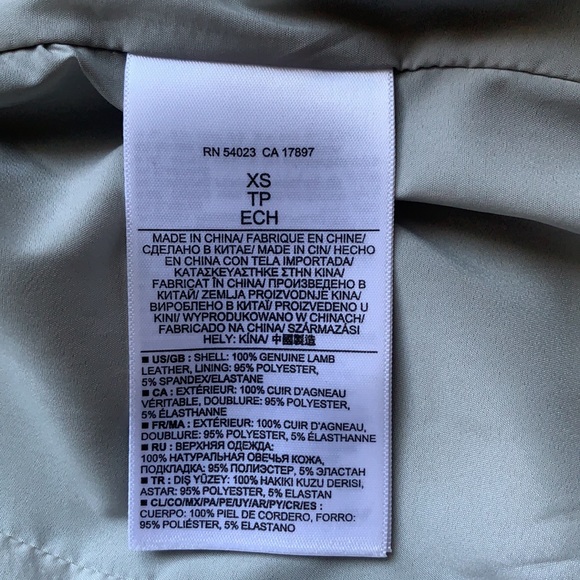 RN 54023 CA 17897
XS
TP
ECH
MADE IN CHINA/ FABRIQUE EN CHINE/
СДЕЛАНО В КИТАЕ/ MADE IN CIN/ HECHO
EN CHINA CON TELA IMPORTADA/
ΚΑΤΑΣΚΕΥΑΣΤΗΚΕ ΣΤΗΝ ΚΙΝΑ/
FABRICAT ÎN CHINA/ ПРОИЗВЕДЕНО В
КИТАЙ/ ZEMLJA PROIZVODNJE KINA/
ВИРОБЛЕНО В КИТАЇ/ PROIZVEDENO U
KINI/ WYPRODUKOWANO W CHINACH/
FABRICADO NA CHINA/ SZÁRMAZÁSI
HELY: KÍNA/ 中國製造
■ US/GB : SHELL: 100% GENUINE LAMB
LEATHER, LINING: 95% POLYESTER,
5% SPANDEX/ELASTANE
■ CA : EXTÉRIEUR: 100% CUIR D'AGNEAU
VÉRITABLE, DOUBLURE: 95% POLYESTER,
5% ÉLASTHANNE
■ FR/MA : EXTÉRIEUR: 100% CUIR D'AGNEAU,
DOUBLURE: 95% POLYESTER, 5% ÉLASTHANNE
■ RU : ВЕРХНЯЯ ОДЕЖДА:
100% НАТУРАЛЬНАЯ ОВЕЧЬЯ КОЖА,
ПОДКЛАДКА: 95% ПОЛИЭСТЕР, 5% ЭЛАСТАН
■ TR : DIŞ YÜZEY: 100% HAKİKİ KUZU DERİSİ,
ASTAR: 95% POLYESTER, 5% ELASTAN
■ CL/CO/MX/PA/PE/UY/AR/PY/CR/ES :
CUERPO: 100% PIEL DE CORDERO, FORRO:
95% POLIÉSTER, 5% ELASTANO